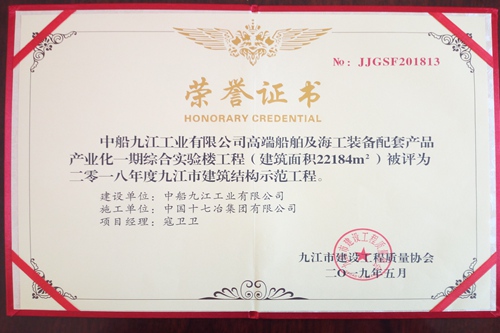 No: JJGSF201813
荣誉证书
HONORARY CREDENTIAL
中船九江工业有限公司高端船舶及海工装备配套产品
产业化一期综合实验楼工程（建筑面积22184m²）被评为
二零一八年度九江市建筑结构示范工程。
建设单位：中船九江工业有限公司
施工单位：中国十七冶集团有限公司
项目经理：寇卫卫
九江市建设工程质量协会
二〇一九年五月